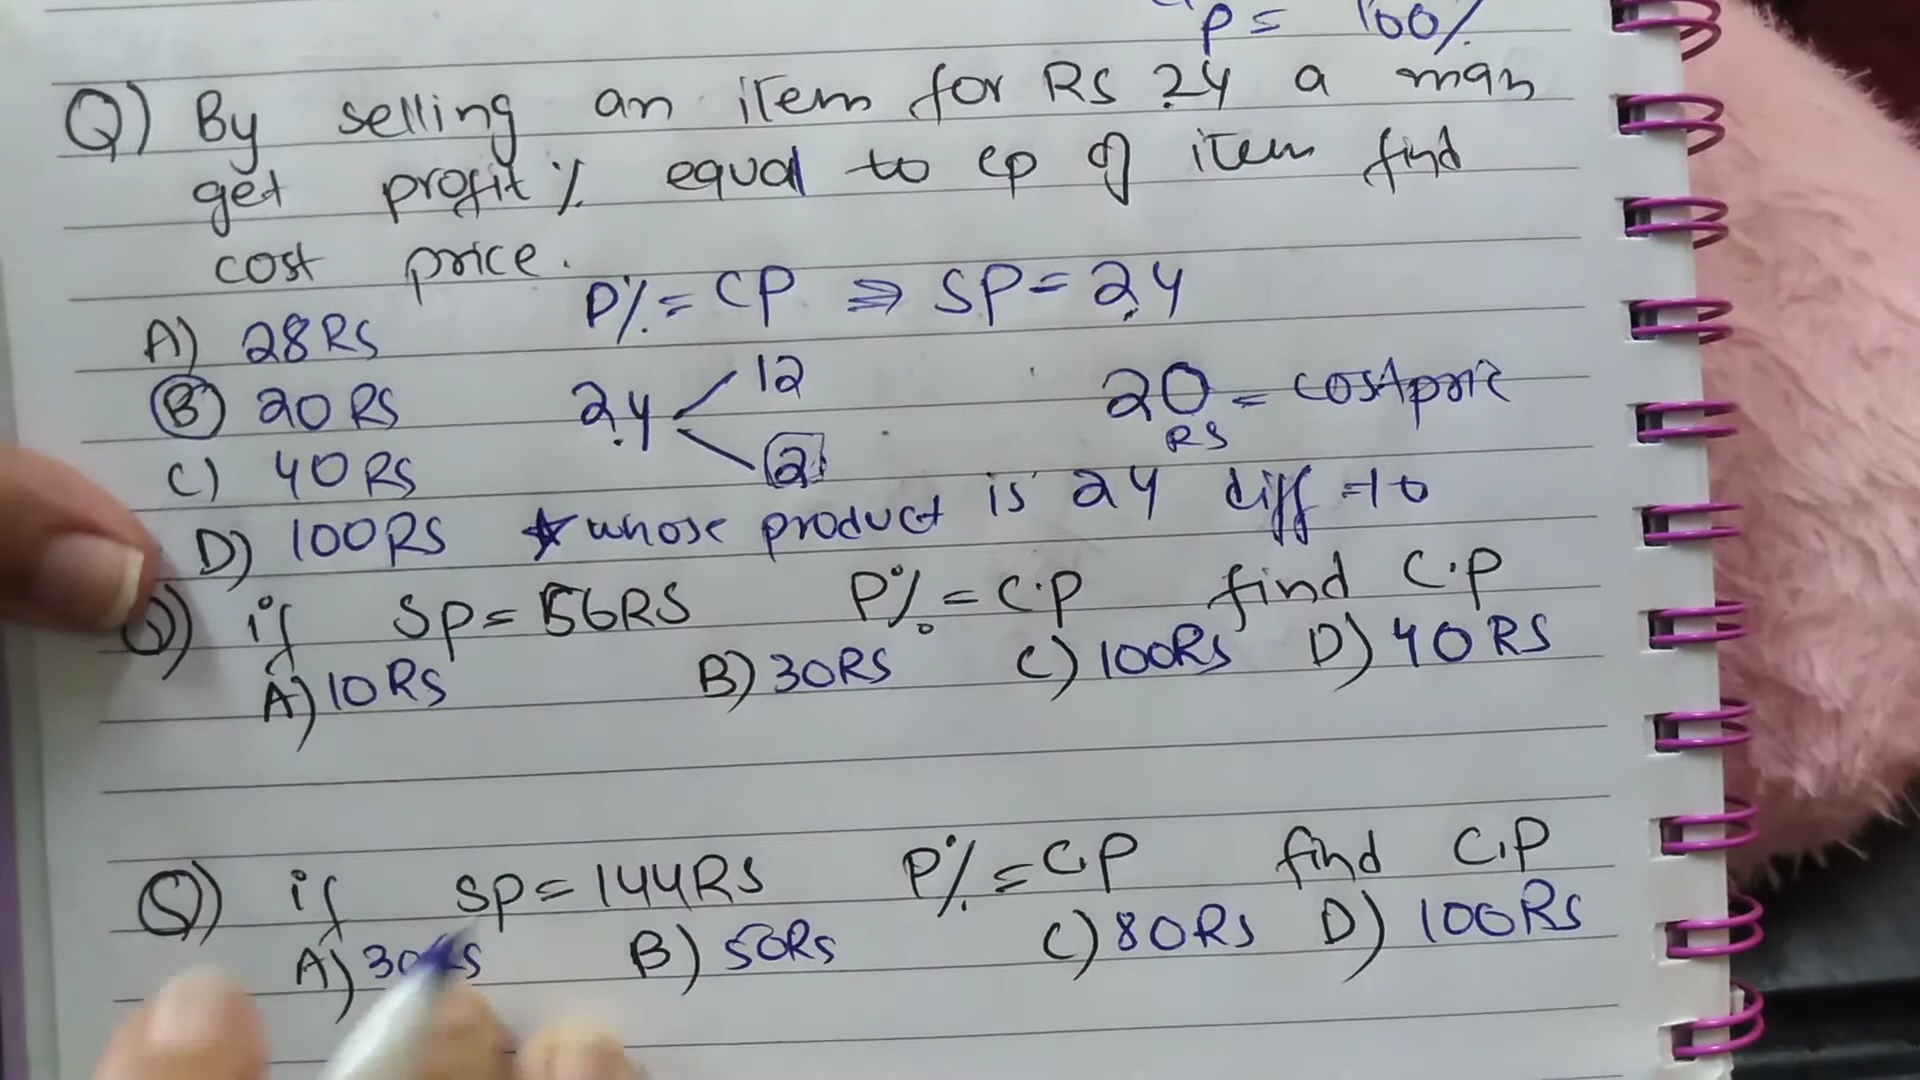 P = 100%
Q) By selling an item for RS 24 a man
get profit % equal to cp of item find
cost price.
P% = CP ⇒ SP = 24
A) 28 RS
B) 20 RS
C) 40 RS
D) 100 RS
24 < 12
2
20 RS = costpric
* whose product is 24 diff = 10
Q) if SP = 56 RS P% = C.P find C.P
A) 10 RS B) 30 RS C) 100 RS D) 40 RS
Q) if SP = 144 RS P% = C.P find C.P
A) 30 RS B) 50 RS C) 80 RS D) 100 RS